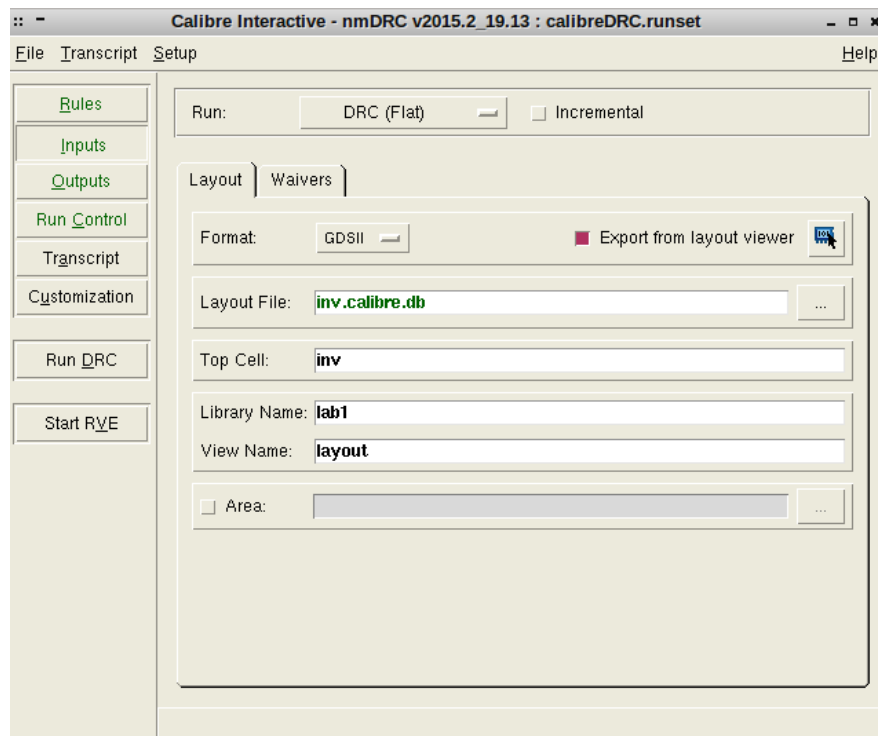 Calibre Interactive - nmDRC v2015.2_19.13 : calibreDRC.runset
File Transcript Setup Help
Rules
Inputs
Outputs
Run Control
Transcript
Customization
Run DRC
Start RVE
Run: DRC (Flat) Incremental
Layout Waivers
Format: GDSII Export from layout viewer
Layout File: inv.calibre.db ...
Top Cell: inv
Library Name: lab1
View Name: layout
Area: ...